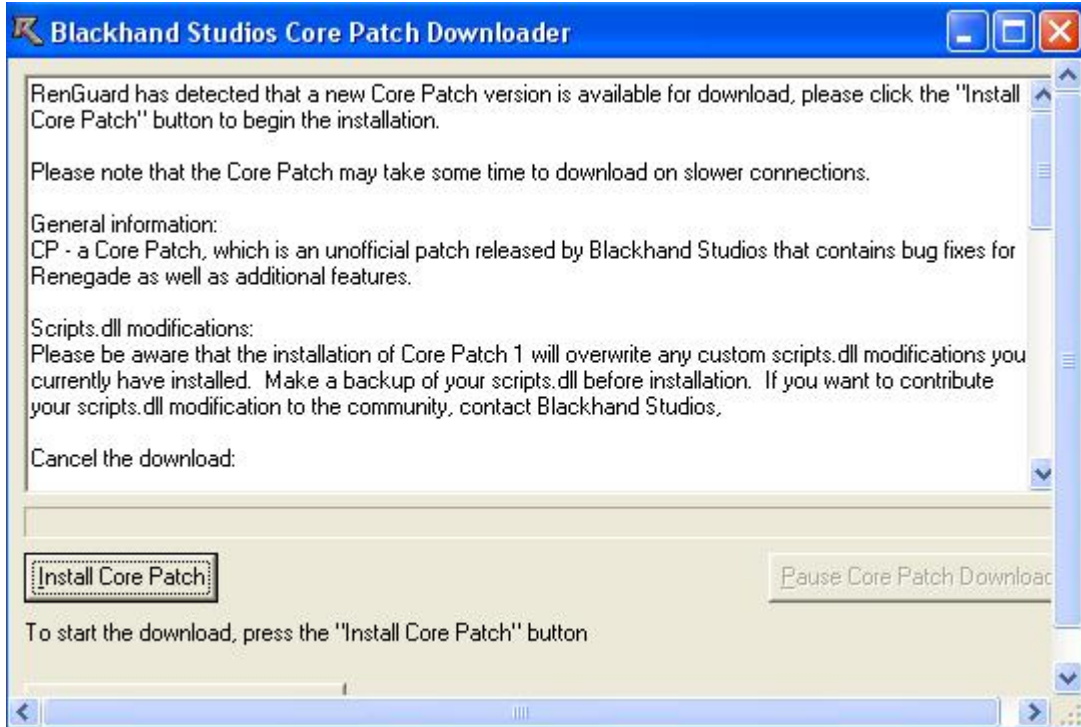 Blackhand Studios Core Patch Downloader
RenGuard has detected that a new Core Patch version is available for download, please click the "Install
Core Patch" button to begin the installation.
Please note that the Core Patch may take some time to download on slower connections.
General information:
CP - a Core Patch, which is an unofficial patch released by Blackhand Studios that contains bug fixes for
Renegade as well as additional features.
Scripts.dll modifications:
Please be aware that the installation of Core Patch 1 will overwrite any custom scripts.dll modifications you
currently have installed.  Make a backup of your scripts.dll before installation.  If you want to contribute
your scripts.dll modification to the community, contact Blackhand Studios,
Cancel the download:
Install Core Patch
Pause Core Patch Downloac
To start the download, press the "Install Core Patch" button